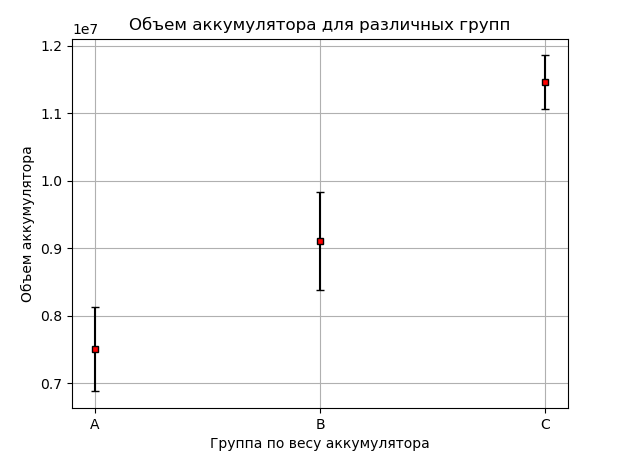 Объем аккумулятора для различных групп
1e7
1.2
1.1
1.0
0.9
0.8
0.7
Объем аккумулятора
A
B
C
Группа по весу аккумулятора